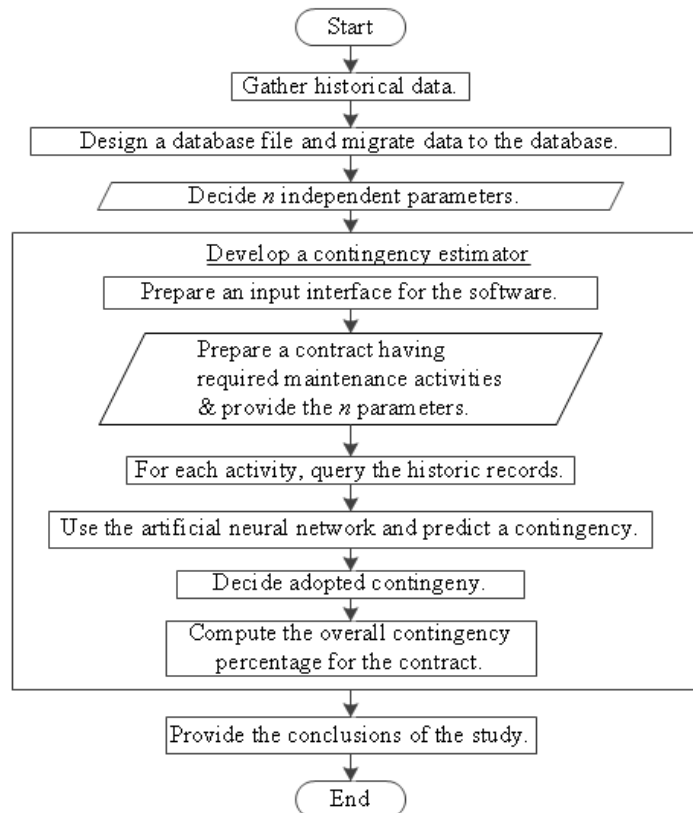 Start
Gather historical data.
Design a database file and migrate data to the database.
Decide n independent parameters.
Develop a contingency estimator
Prepare an input interface for the software.
Prepare a contract having
required maintenance activities
& provide the n parameters.
For each activity, query the historic records.
Use the artificial neural network and predict a contingency.
Decide adopted contingeny.
Compute the overall contingency
percentage for the contract.
Provide the conclusions of the study.
End